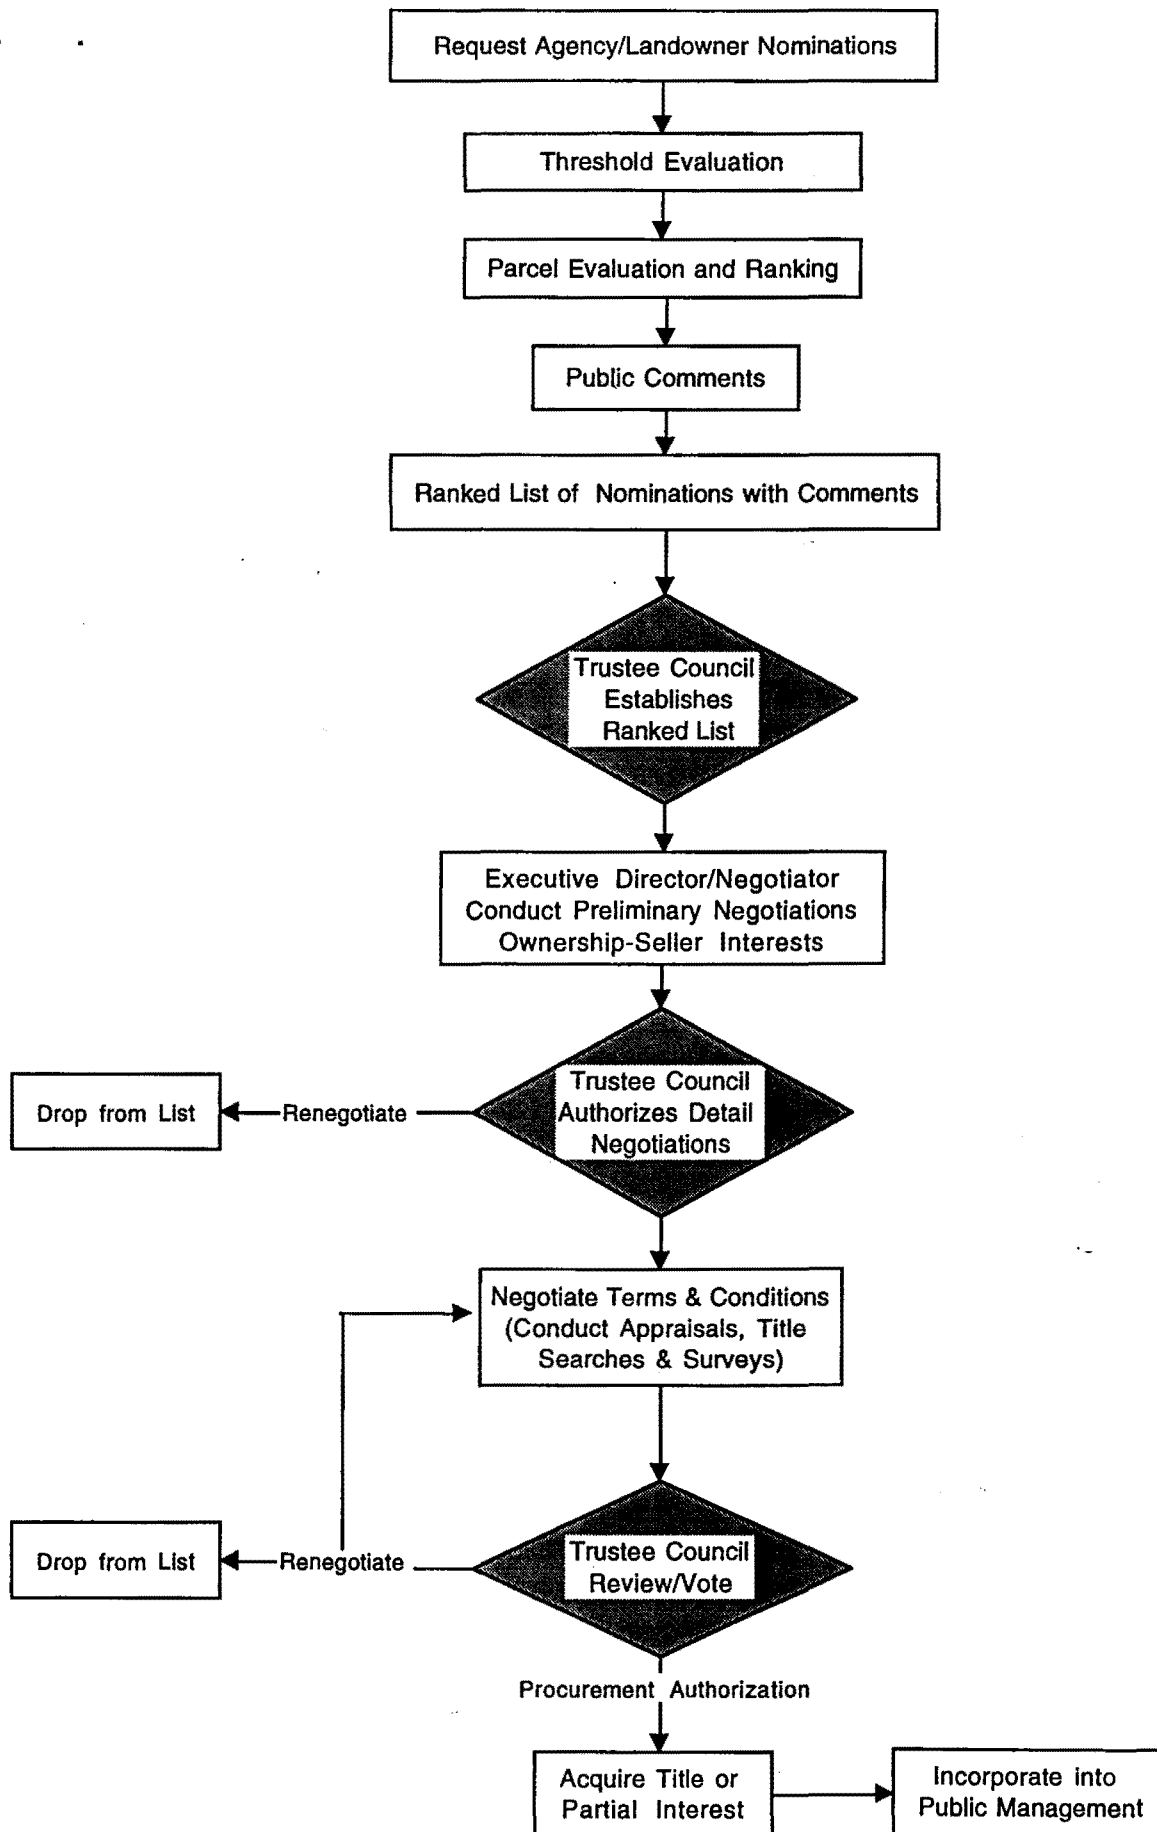 Request Agency/Landowner Nominations
Threshold Evaluation
Parcel Evaluation and Ranking
Public Comments
Ranked List of Nominations with Comments
Trustee Council
Establishes
Ranked List
Executive Director/Negotiator
Conduct Preliminary Negotiations
Ownership-Seller Interests
Trustee Council
Authorizes Detail
Negotiations
Renegotiate
Drop from List
Negotiate Terms & Conditions
(Conduct Appraisals, Title
Searches & Surveys)
Trustee Council
Review/Vote
Renegotiate
Drop from List
Procurement Authorization
Acquire Title or
Partial Interest
Incorporate into
Public Management